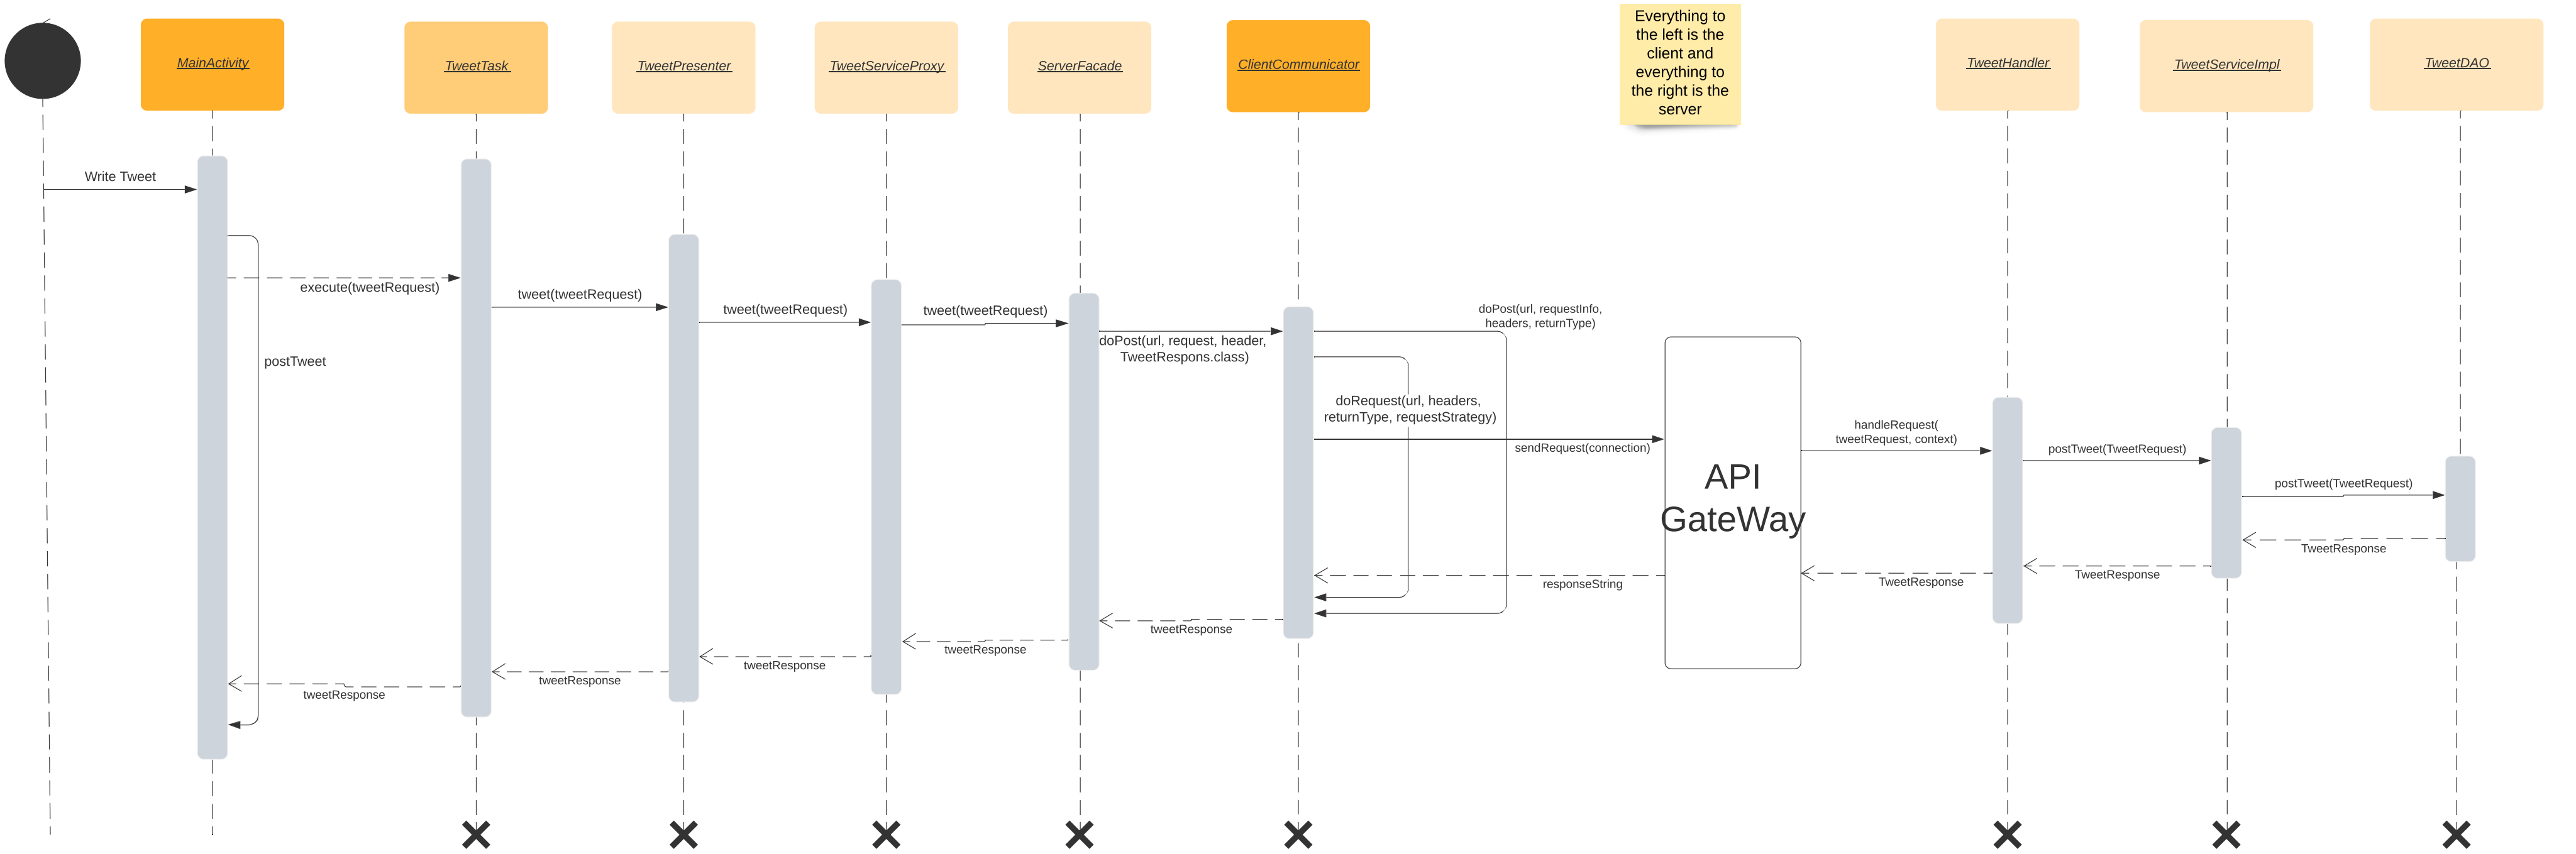 MainActivity
TweetTask
TweetPresenter
TweetServiceProxy
ServerFacade
ClientCommunicator
Everything to
the left is the
client and
everything to
the right is the
server
TweetHandler
TweetServiceImpl
TweetDAO
Write Tweet
execute(tweetRequest)
tweet(tweetRequest)
tweet(tweetRequest)
tweet(tweetRequest)
doPost(url, request, header,
TweetRespons.class)
doPost(url, requestInfo,
headers, returnType)
postTweet
doRequest(url, headers,
returnType, requestStrategy)
sendRequest(connection)
API
GateWay
handleRequest(
tweetRequest, context)
postTweet(TweetRequest)
postTweet(TweetRequest)
TweetResponse
TweetResponse
TweetResponse
responseString
tweetResponse
tweetResponse
tweetResponse
tweetResponse
tweetResponse